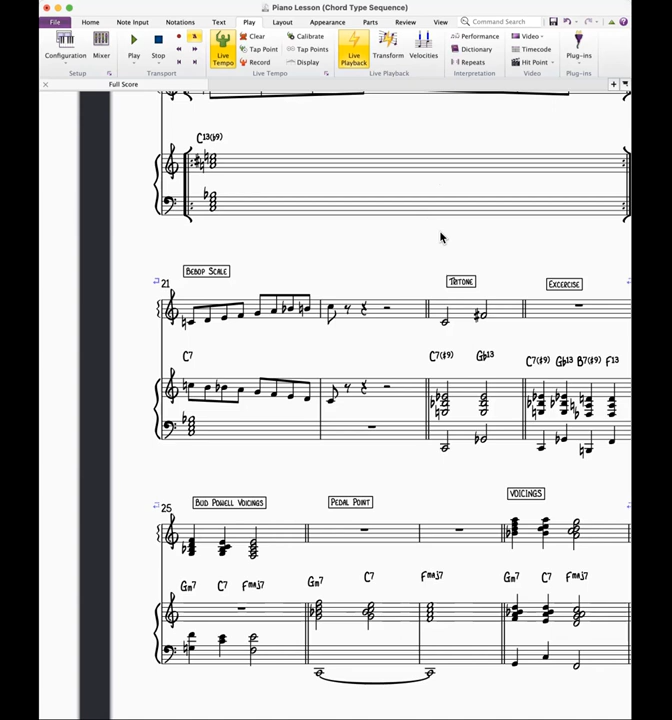 Piano Lesson (Chord Type Sequence)
File Home Note Input Notations Text Play Layout Appearance Parts Review View Command Search
Configuration Mixer Play Stop Live Tempo Clear Tap Point Record Calibrate Tap Points Display Live Playback Transform Velocities Performance Dictionary Repeats Video Timecode Hit Point Plug-ins
Setup Transport Live Tempo Live Playback Interpretation Video Plug-ins
Full Score
C13(b9)
21 BEBOP SCALE TRITONE EXCERCISE
C7 C7(#9) Gb13 C7(#9) Gb13 B7(#9) F13
25 BUD POWELL VOICINGS PEDAL POINT VOICINGS
Gm7 C7 Fmaj7 Gm7 C7 Fmaj7 Gm7 C7 Fmaj7